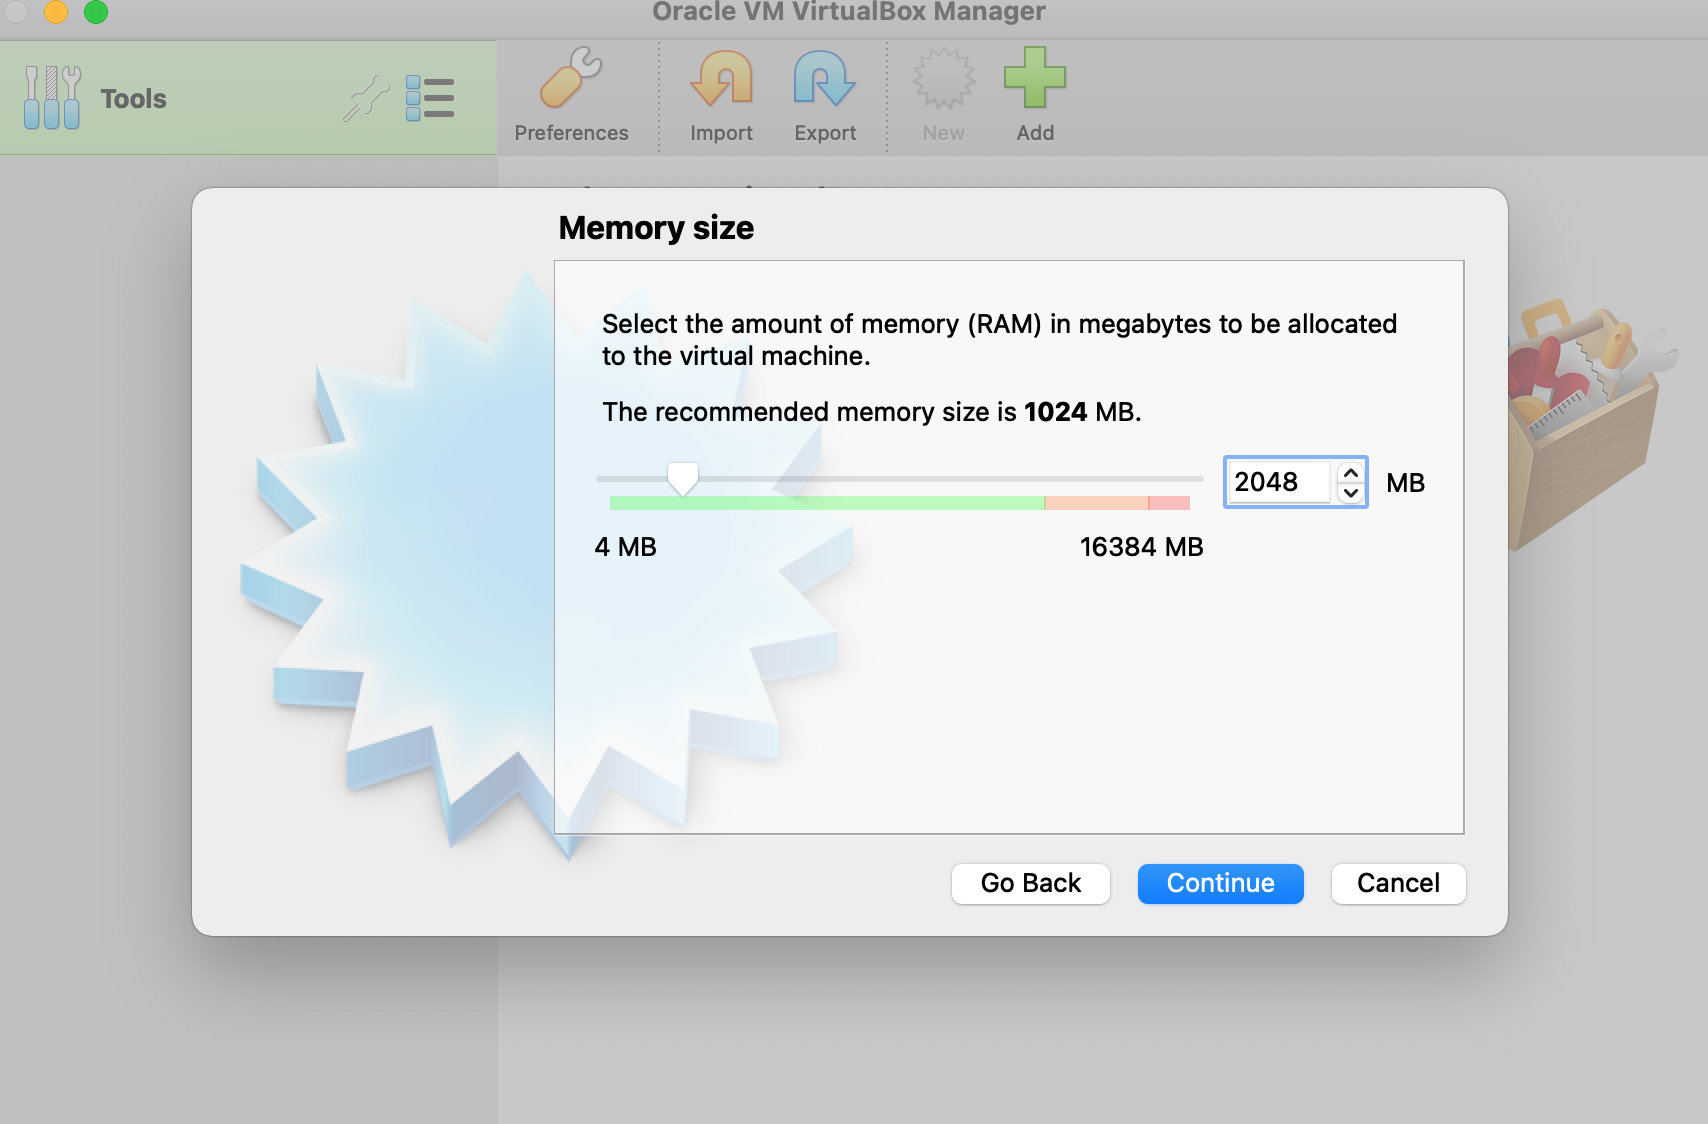 Oracle VM VirtualBox Manager
Tools
Preferences
Import
Export
New
Add
Memory size
Select the amount of memory (RAM) in megabytes to be allocated
to the virtual machine.
The recommended memory size is 1024 MB.
2048 MB
4 MB
16384 MB
Go Back
Continue
Cancel